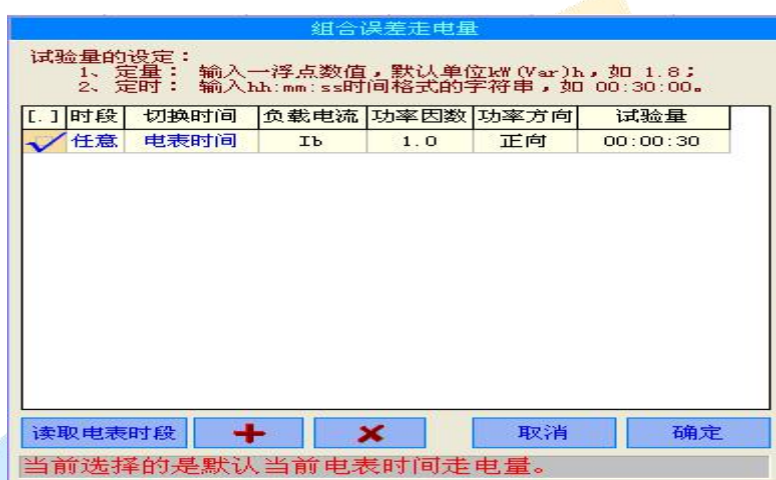 组合误差走电量
试验量的设定：
1、定量： 输入一浮点数值，默认单位kW(Var)h，如 1.8；
2、定时： 输入hh:mm:ss时间格式的字符串，如 00:30:00。
[.] 时段 切换时间 负载电流 功率因数 功率方向 试验量
任意 电表时间 Ib 1.0 正向 00:00:30
读取电表时段 取消 确定
当前选择的是默认当前电表时间走电量。